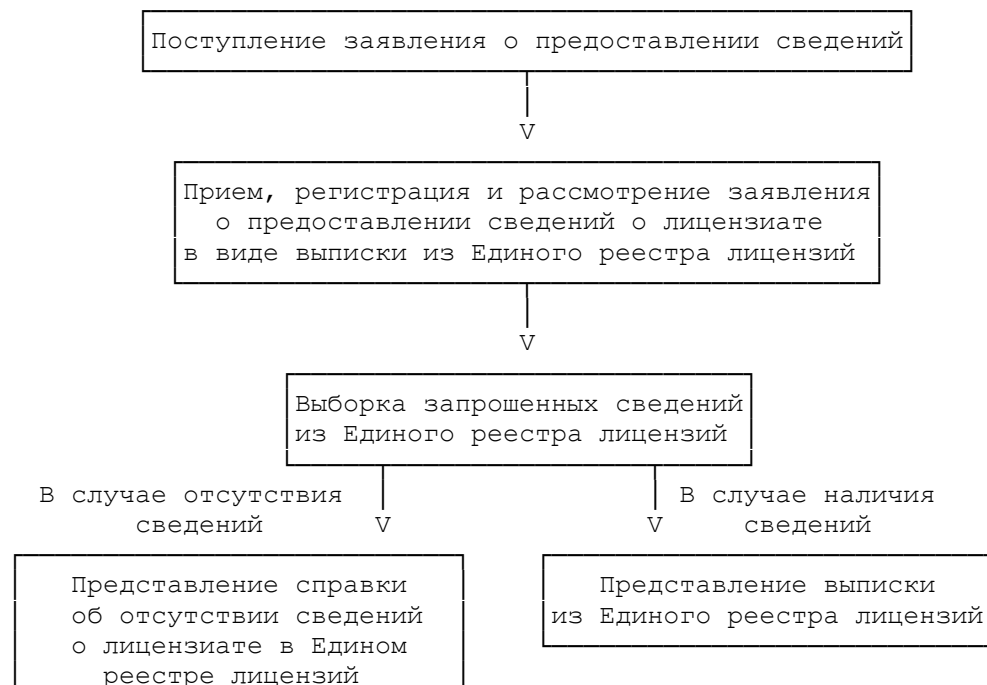 Поступление заявления о предоставлении сведений
V
Прием, регистрация и рассмотрение заявления
о предоставлении сведений о лицензиате
в виде выписки из Единого реестра лицензий
V
Выборка запрошенных сведений
из Единого реестра лицензий
В случае отсутствия
сведений
V
V
В случае наличия
сведений
Представление справки
об отсутствии сведений
о лицензиате в Едином
реестре лицензий
Представление выписки
из Единого реестра лицензий